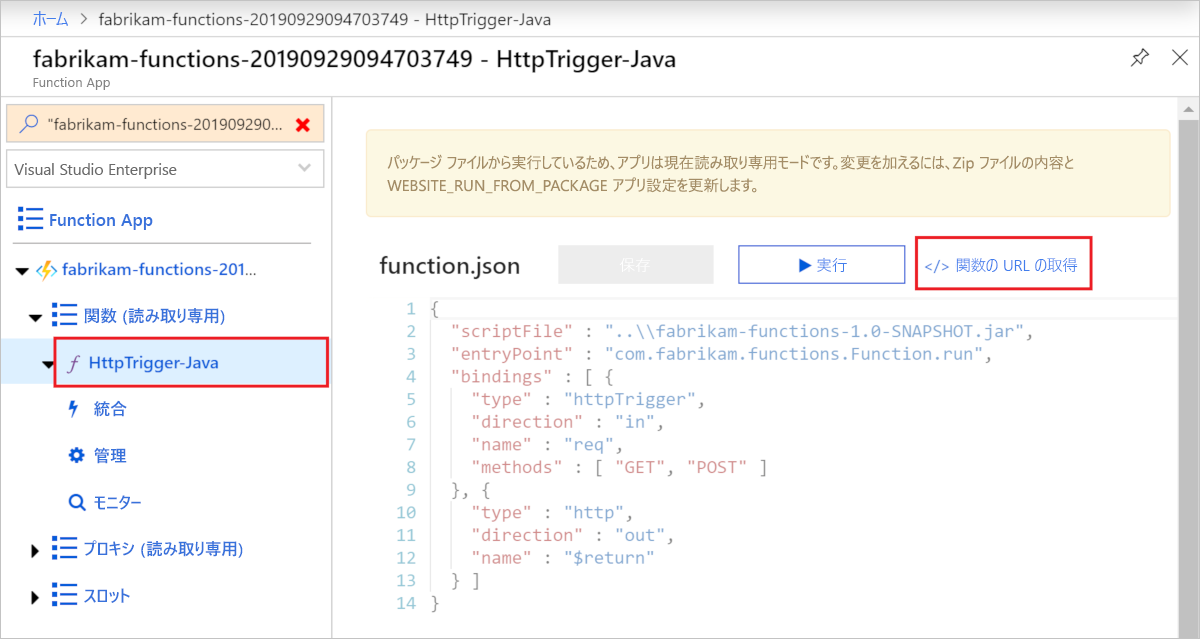 ホーム > fabrikam-functions-20190929094703749 - HttpTrigger-Java
fabrikam-functions-20190929094703749 - HttpTrigger-Java
Function App
"fabrikam-functions-201909290...
Visual Studio Enterprise
Function App
fabrikam-functions-201...
関数 (読み取り専用)
HttpTrigger-Java
統合
管理
モニター
プロキシ (読み取り専用)
スロット
パッケージ ファイルから実行しているため、アプリは現在読み取り専用モードです。変更を加えるには、Zip ファイルの内容と
WEBSITE_RUN_FROM_PACKAGE アプリ設定を更新します。
function.json 保存 実行 </> 関数の URL の取得
1 {
2 "scriptFile" : "..\\fabrikam-functions-1.0-SNAPSHOT.jar",
3 "entryPoint" : "com.fabrikam.functions.Function.run",
4 "bindings" : [ {
5 "type" : "httpTrigger",
6 "direction" : "in",
7 "name" : "req",
8 "methods" : [ "GET", "POST" ]
9 }, {
10 "type" : "http",
11 "direction" : "out",
12 "name" : "$return"
13 } ]
14 }